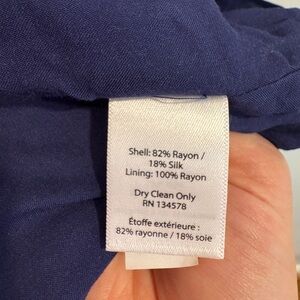 Shell: 82% Rayon /
18% Silk
Lining: 100% Rayon
Dry Clean Only
RN 134578
Étoffe extérieure :
82% rayonne / 18% soie